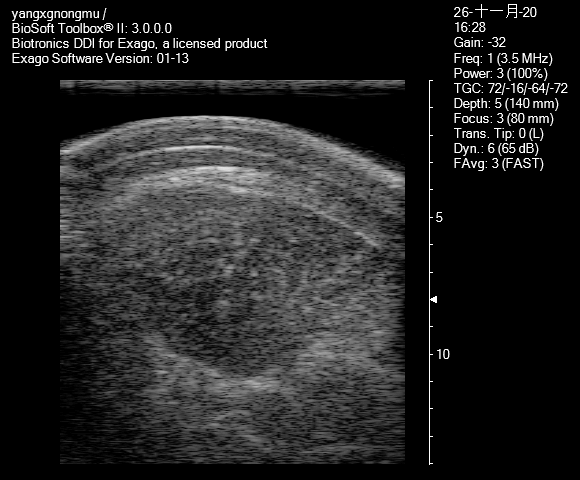 yangxgnongmu /
BioSoft Toolbox® II: 3.0.0.0
Biotronics DDI for Exago, a licensed product
Exago Software Version: 01-13
26-十一月-20
16:28
Gain: -32
Freq: 1 (3.5 MHz)
Power: 3 (100%)
TGC: 72/-16/-64/-72
Depth: 5 (140 mm)
Focus: 3 (80 mm)
Trans. Tip: 0 (L)
Dyn.: 6 (65 dB)
FAvg: 3 (FAST)
5
10